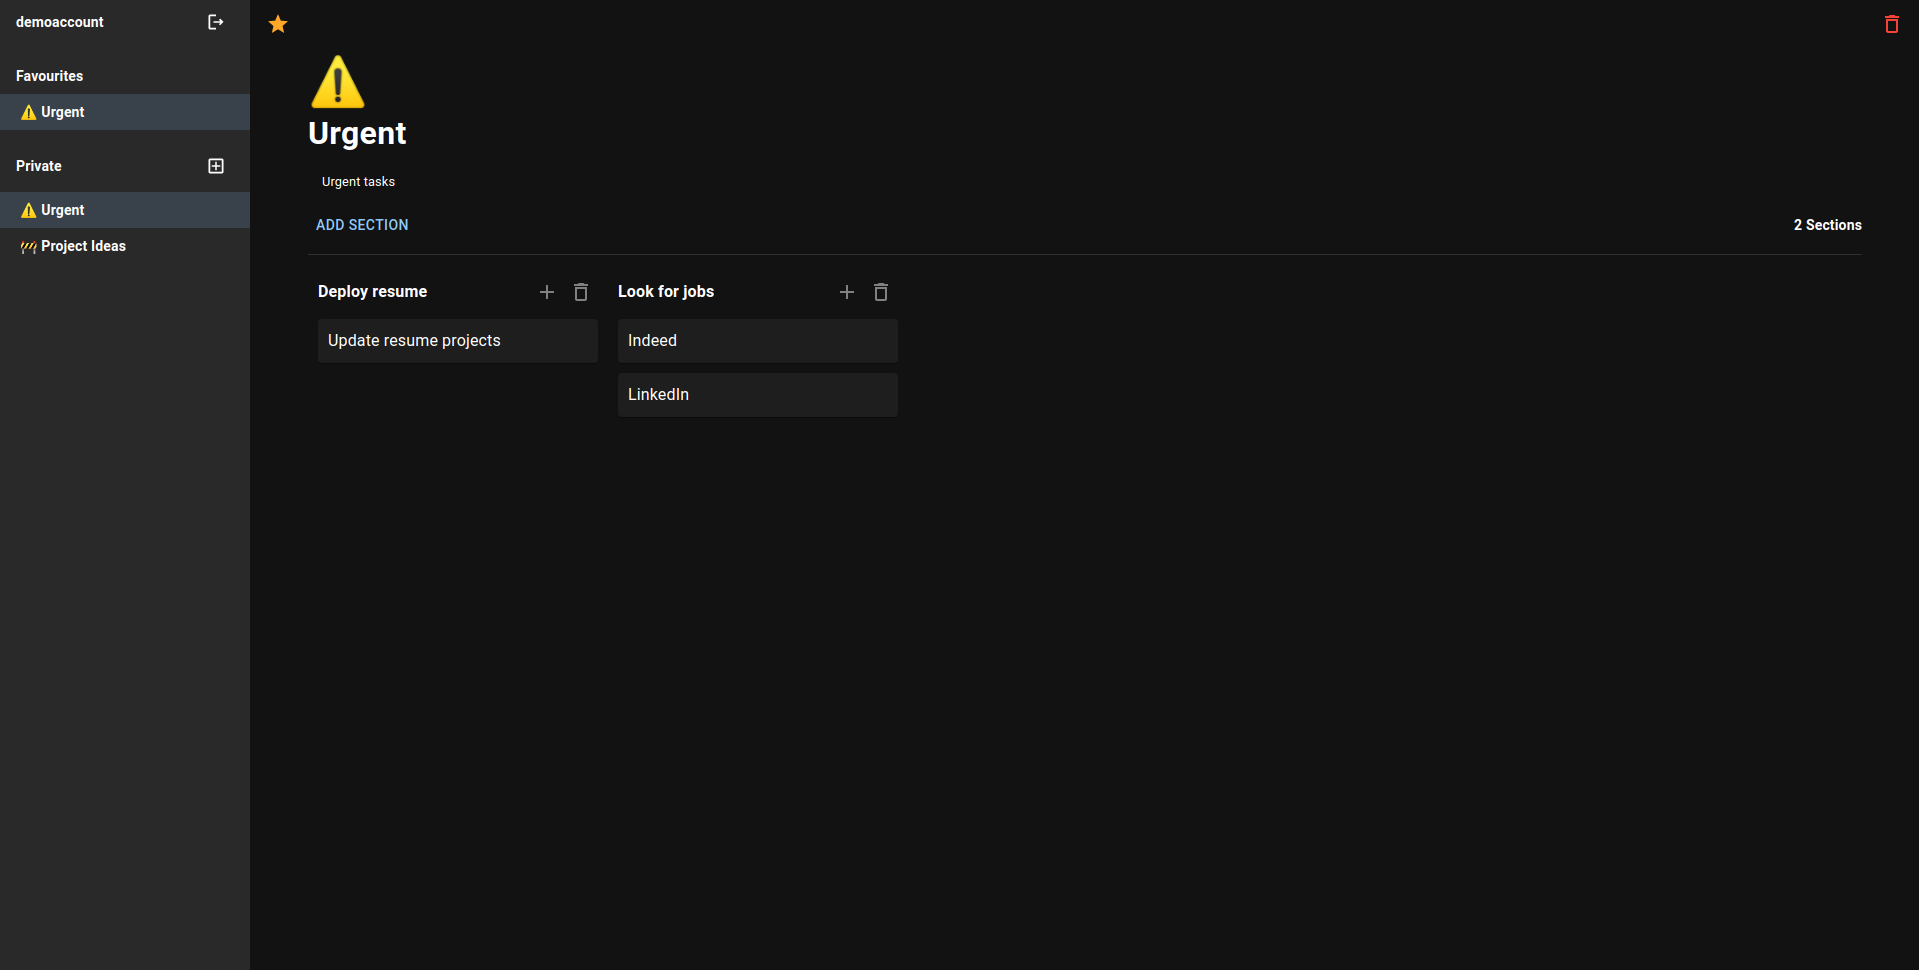 demoaccount
Favourites
⚠️ Urgent
Private
⚠️ Urgent
🚧 Project Ideas
Urgent
Urgent tasks
ADD SECTION
2 Sections
Deploy resume
Update resume projects
Look for jobs
Indeed
LinkedIn